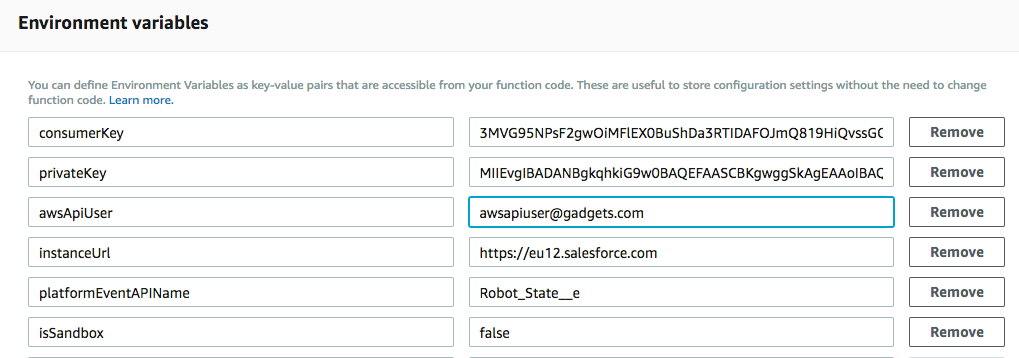 Environment variables
You can define Environment Variables as key-value pairs that are accessible from your function code. These are useful to store configuration settings without the need to change
function code. Learn more.
consumerKey 3MVG95NPsF2gwOiMFlEX0BuShDa3RTIDAFOJmQ819HiQvssGC Remove
privateKey MIIEvgIBADANBgkqhkiG9w0BAQEFAASCBKgwggSkAgEAAoIBAQ Remove
awsApiUser awsapiuser@gadgets.com Remove
instanceUrl https://eu12.salesforce.com Remove
platformEventAPIName Robot_State__e Remove
isSandbox false Remove